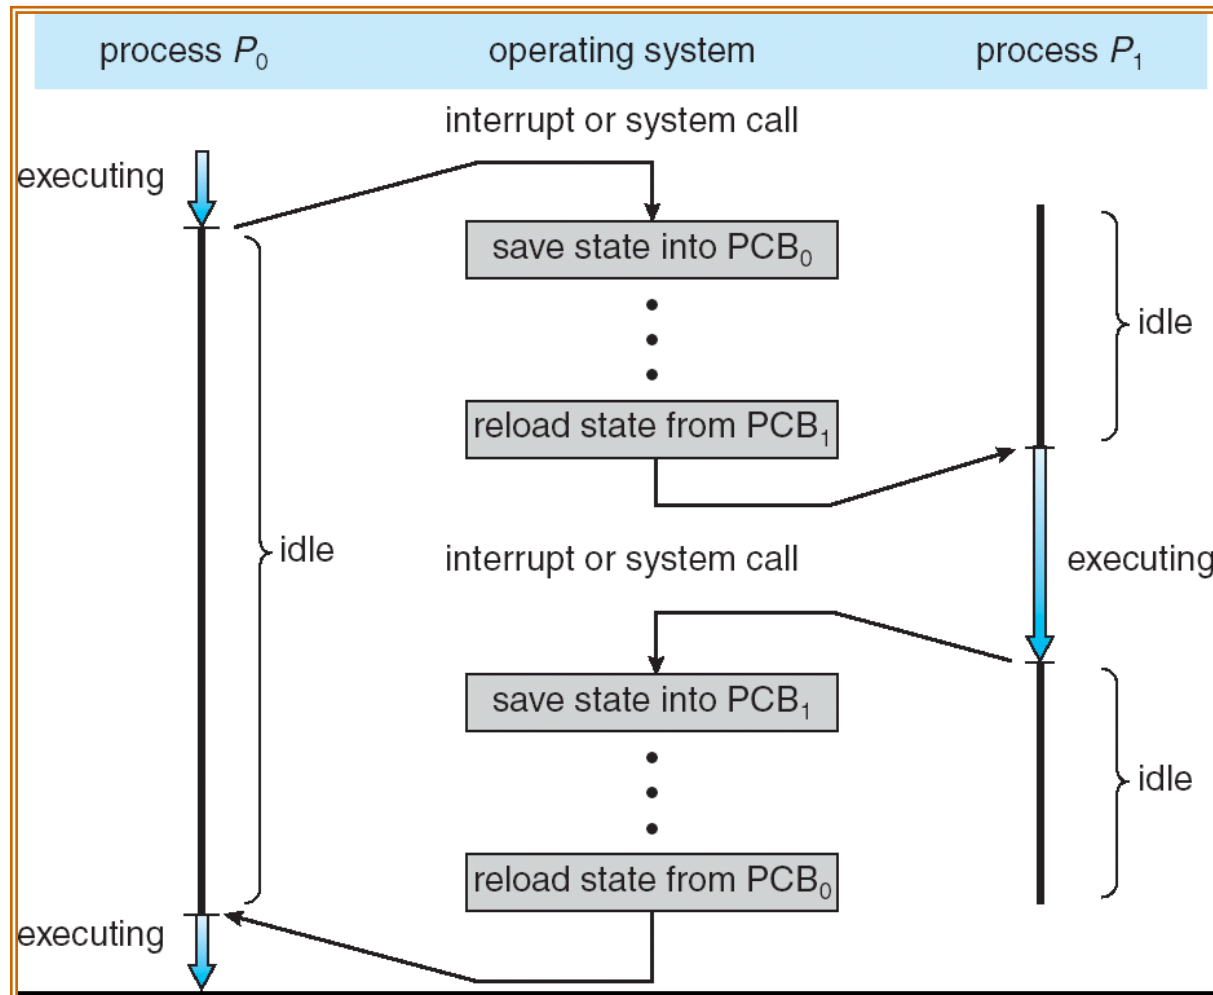 process P₀ operating system process P₁
interrupt or system call
executing
save state into PCB₀
idle
reload state from PCB₁
idle
interrupt or system call
executing
save state into PCB₁
idle
reload state from PCB₀
executing